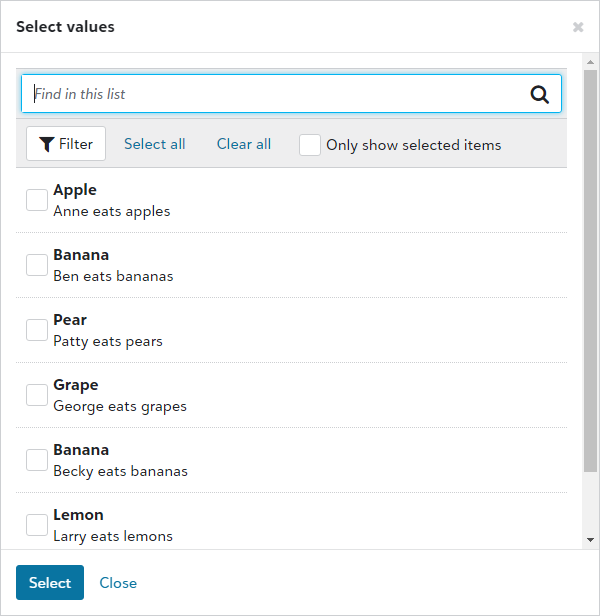 Select values
Find in this list
Filter Select all Clear all Only show selected items
Apple
Anne eats apples
Banana
Ben eats bananas
Pear
Patty eats pears
Grape
George eats grapes
Banana
Becky eats bananas
Lemon
Larry eats lemons
Select Close